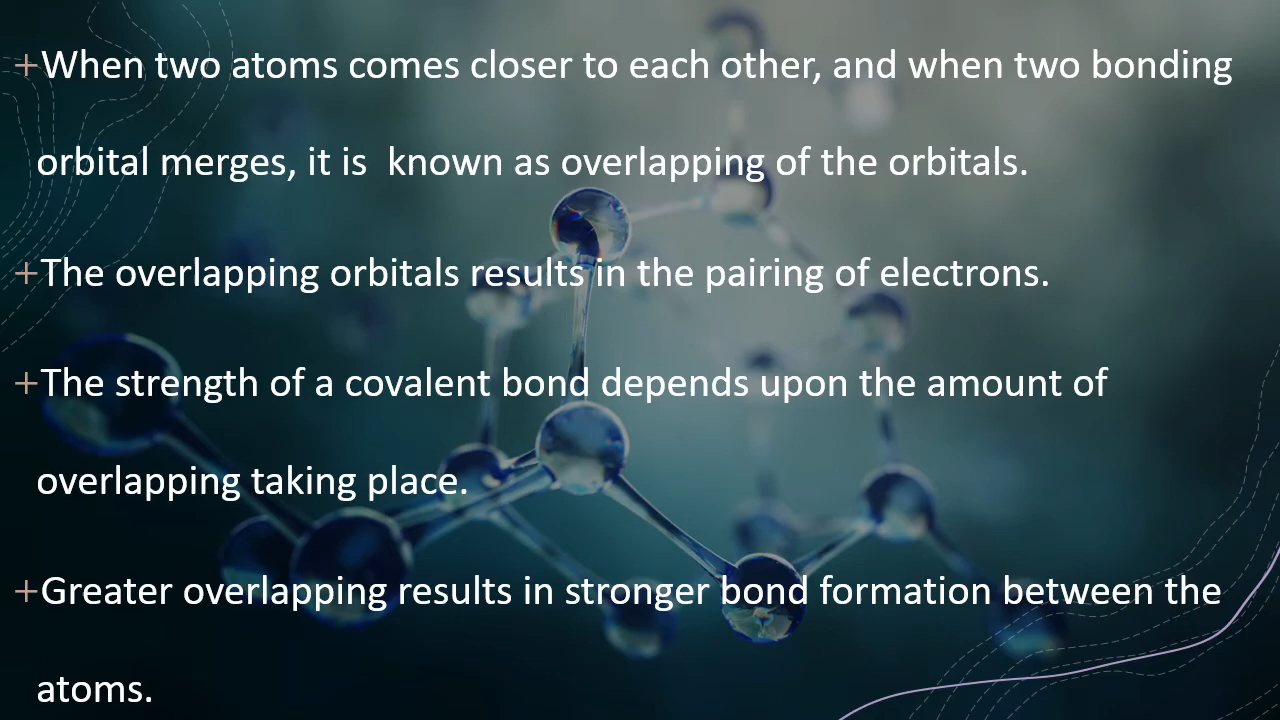 +When two atoms comes closer to each other, and when two bonding
orbital merges, it is  known as overlapping of the orbitals.
+The overlapping orbitals results in the pairing of electrons.
+The strength of a covalent bond depends upon the amount of
overlapping taking place.
+Greater overlapping results in stronger bond formation between the
atoms.